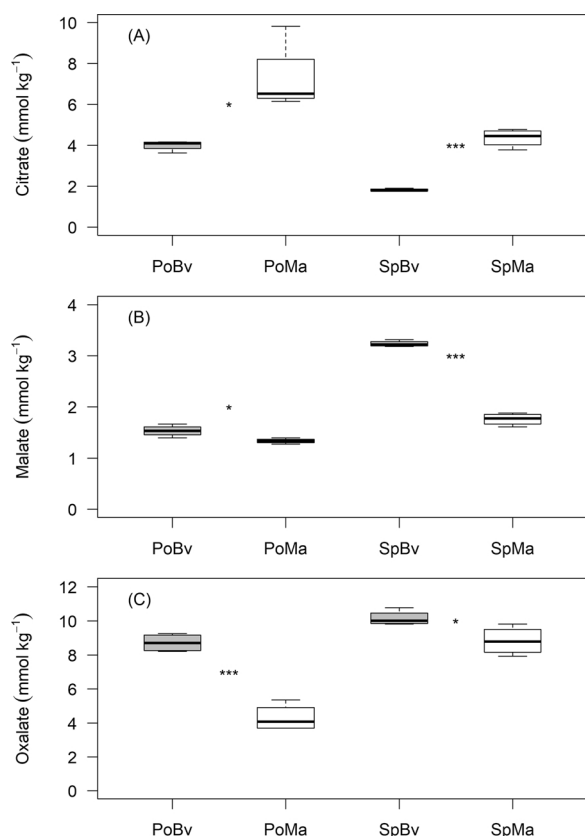 (A)
Citrate (mmol kg⁻¹)
10
8
6
4
2
0
*
***
PoBv PoMa SpBv SpMa
(B)
Malate (mmol kg⁻¹)
4
3
2
1
0
*
***
PoBv PoMa SpBv SpMa
(C)
Oxalate (mmol kg⁻¹)
12
10
8
6
4
2
0
*
***
PoBv PoMa SpBv SpMa